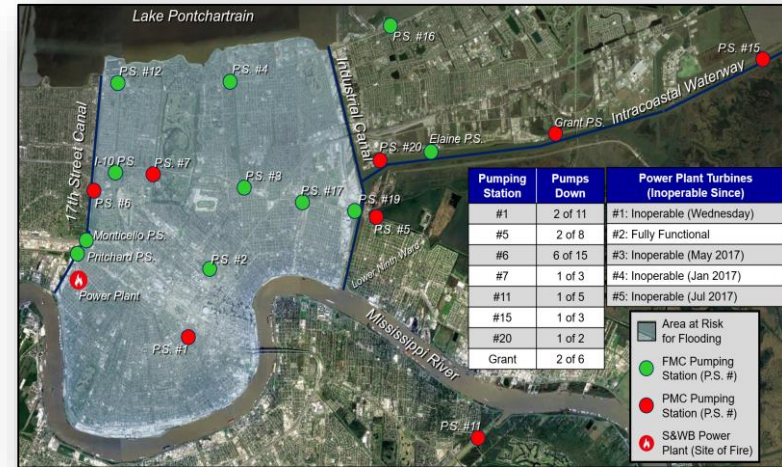 Lake Pontchartrain
P.S. #16
P.S. #15
P.S. #12
P.S. #4
Industrial Canal
Intracoastal Waterway
17th Street Canal
Grant P.S.
Elaine P.S.
P.S. #20
I-10 P.S.
P.S. #7
P.S. #3
P.S. #6
P.S. #17
P.S. #19
P.S. #5
Monticello P.S.
Pritchard P.S.
P.S. #2
Lower Ninth Ward
Power Plant
Mississippi River
P.S. #1
P.S. #11
Pumping Station
Pumps Down
Power Plant Turbines (Inoperable Since)
#1 2 of 11 #1: Inoperable (Wednesday)
#5 2 of 8 #2: Fully Functional
#6 6 of 15 #3: Inoperable (May 2017)
#7 1 of 3 #4: Inoperable (Jan 2017)
#11 1 of 5 #5: Inoperable (Jul 2017)
#15 1 of 3
#20 1 of 2
Grant 2 of 6
Area at Risk
for Flooding
FMC Pumping
Station (P.S. #)
PMC Pumping
Station (P.S. #)
S&WB Power
Plant (Site of Fire)